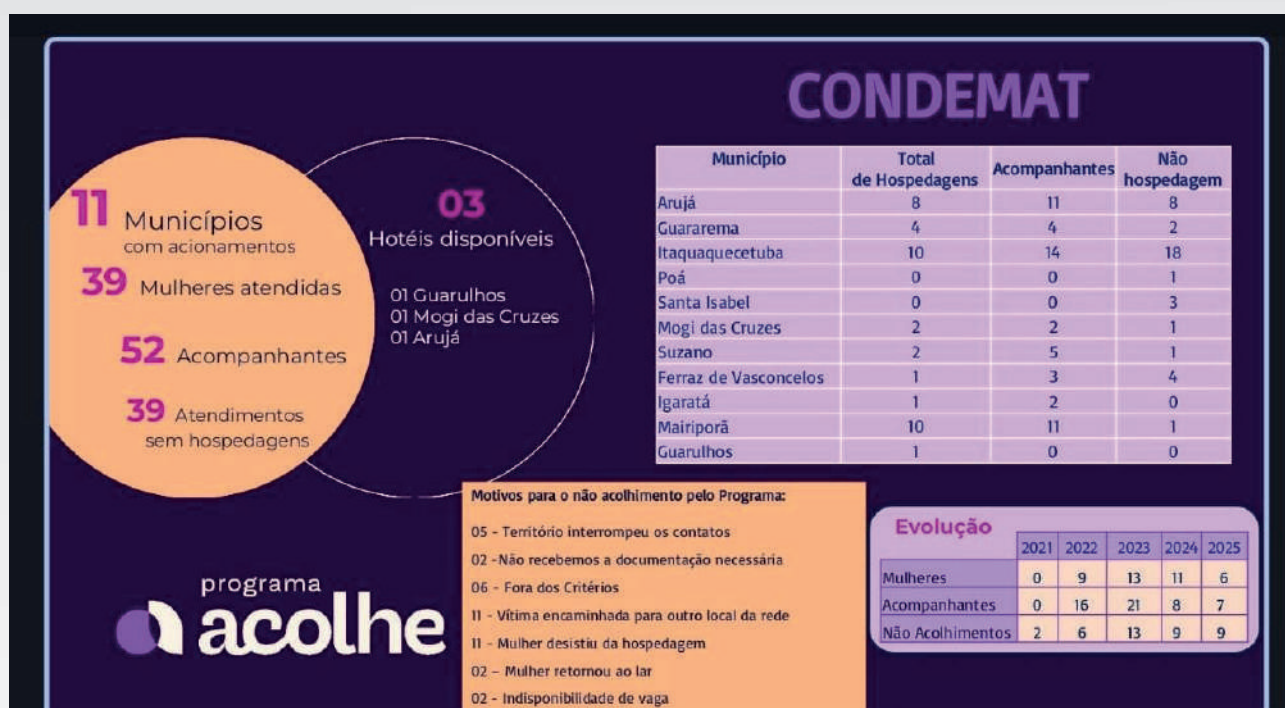 CONDEMAT
11 Municípios
com acionamentos
39 Mulheres atendidas
52 Acompanhantes
39 Atendimentos
sem hospedagens
03
Hotéis disponíveis
01 Guarulhos
01 Mogi das Cruzes
01 Arujá
Município Total de Hospedagens Acompanhantes Não hospedagem
Arujá 8 11 8
Guararema 4 4 2
Itaquaquecetuba 10 14 18
Poá 0 0 1
Santa Isabel 0 0 3
Mogi das Cruzes 2 2 1
Suzano 2 5 1
Ferraz de Vasconcelos 1 3 4
Igaratá 1 2 0
Mairiporã 10 11 1
Guarulhos 1 0 0
Motivos para o não acolhimento pelo Programa:
05 - Território interrompeu os contatos
02 -Não recebemos a documentação necessária
06 - Fora dos Critérios
11 - Vítima encaminhada para outro local da rede
11 - Mulher desistiu da hospedagem
02 – Mulher retornou ao lar
02 - Indisponibilidade de vaga
Evolução
2021 2022 2023 2024 2025
Mulheres 0 9 13 11 6
Acompanhantes 0 16 21 8 7
Não Acolhimentos 2 6 13 9 9
programa
acolhe